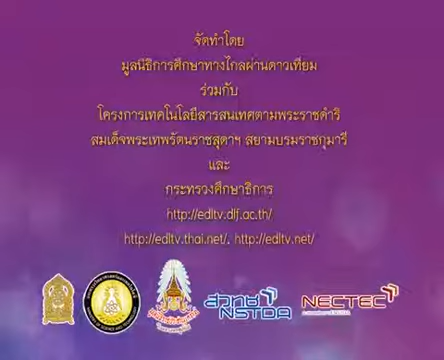 จัดทำโดย
มูลนิธิการศึกษาทางไกลผ่านดาวเทียม
ร่วมกับ
โครงการเทคโนโลยีสารสนเทศตามพระราชดำริ
สมเด็จพระเทพรัตนราชสุดาฯ สยามบรมราชกุมารี
และ
กระทรวงศึกษาธิการ
http://edltv.dlf.ac.th/
http://edltv.thai.net/, http://edltv.net/
สวทช NECTEC
NSTDA